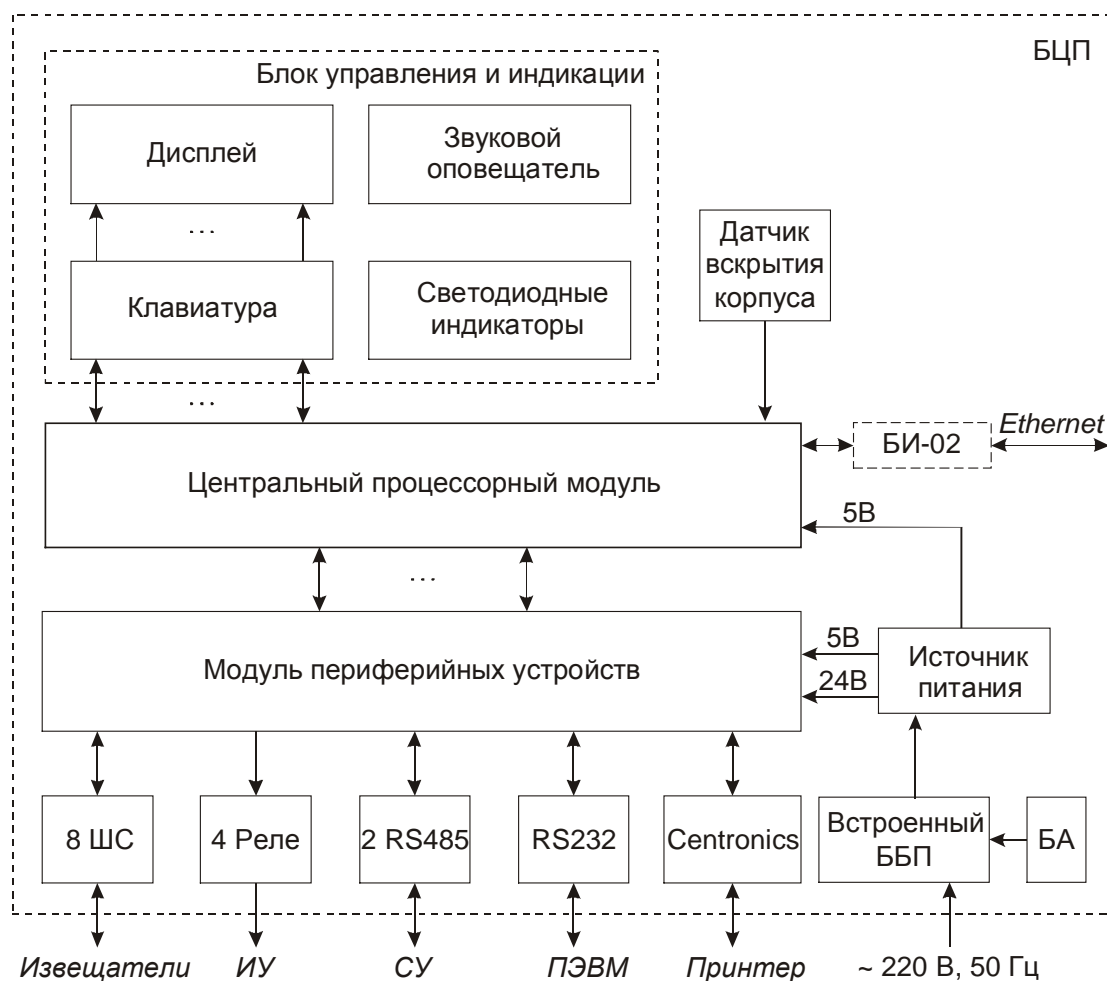 БЦП
Блок управления и индикации
Дисплей
Звуковой
оповещатель
...
Клавиатура
Светодиодные
индикаторы
Датчик
вскрытия
корпуса
...
Центральный процессорный модуль
БИ-02
Ethernet
5В
...
Модуль периферийных устройств
5В
24В
Источник
питания
8 ШС
4 Реле
2 RS485
RS232
Centronics
Встроенный
ББП
БА
Извещатели
ИУ
СУ
ПЭВМ
Принтер
~ 220 В, 50 Гц